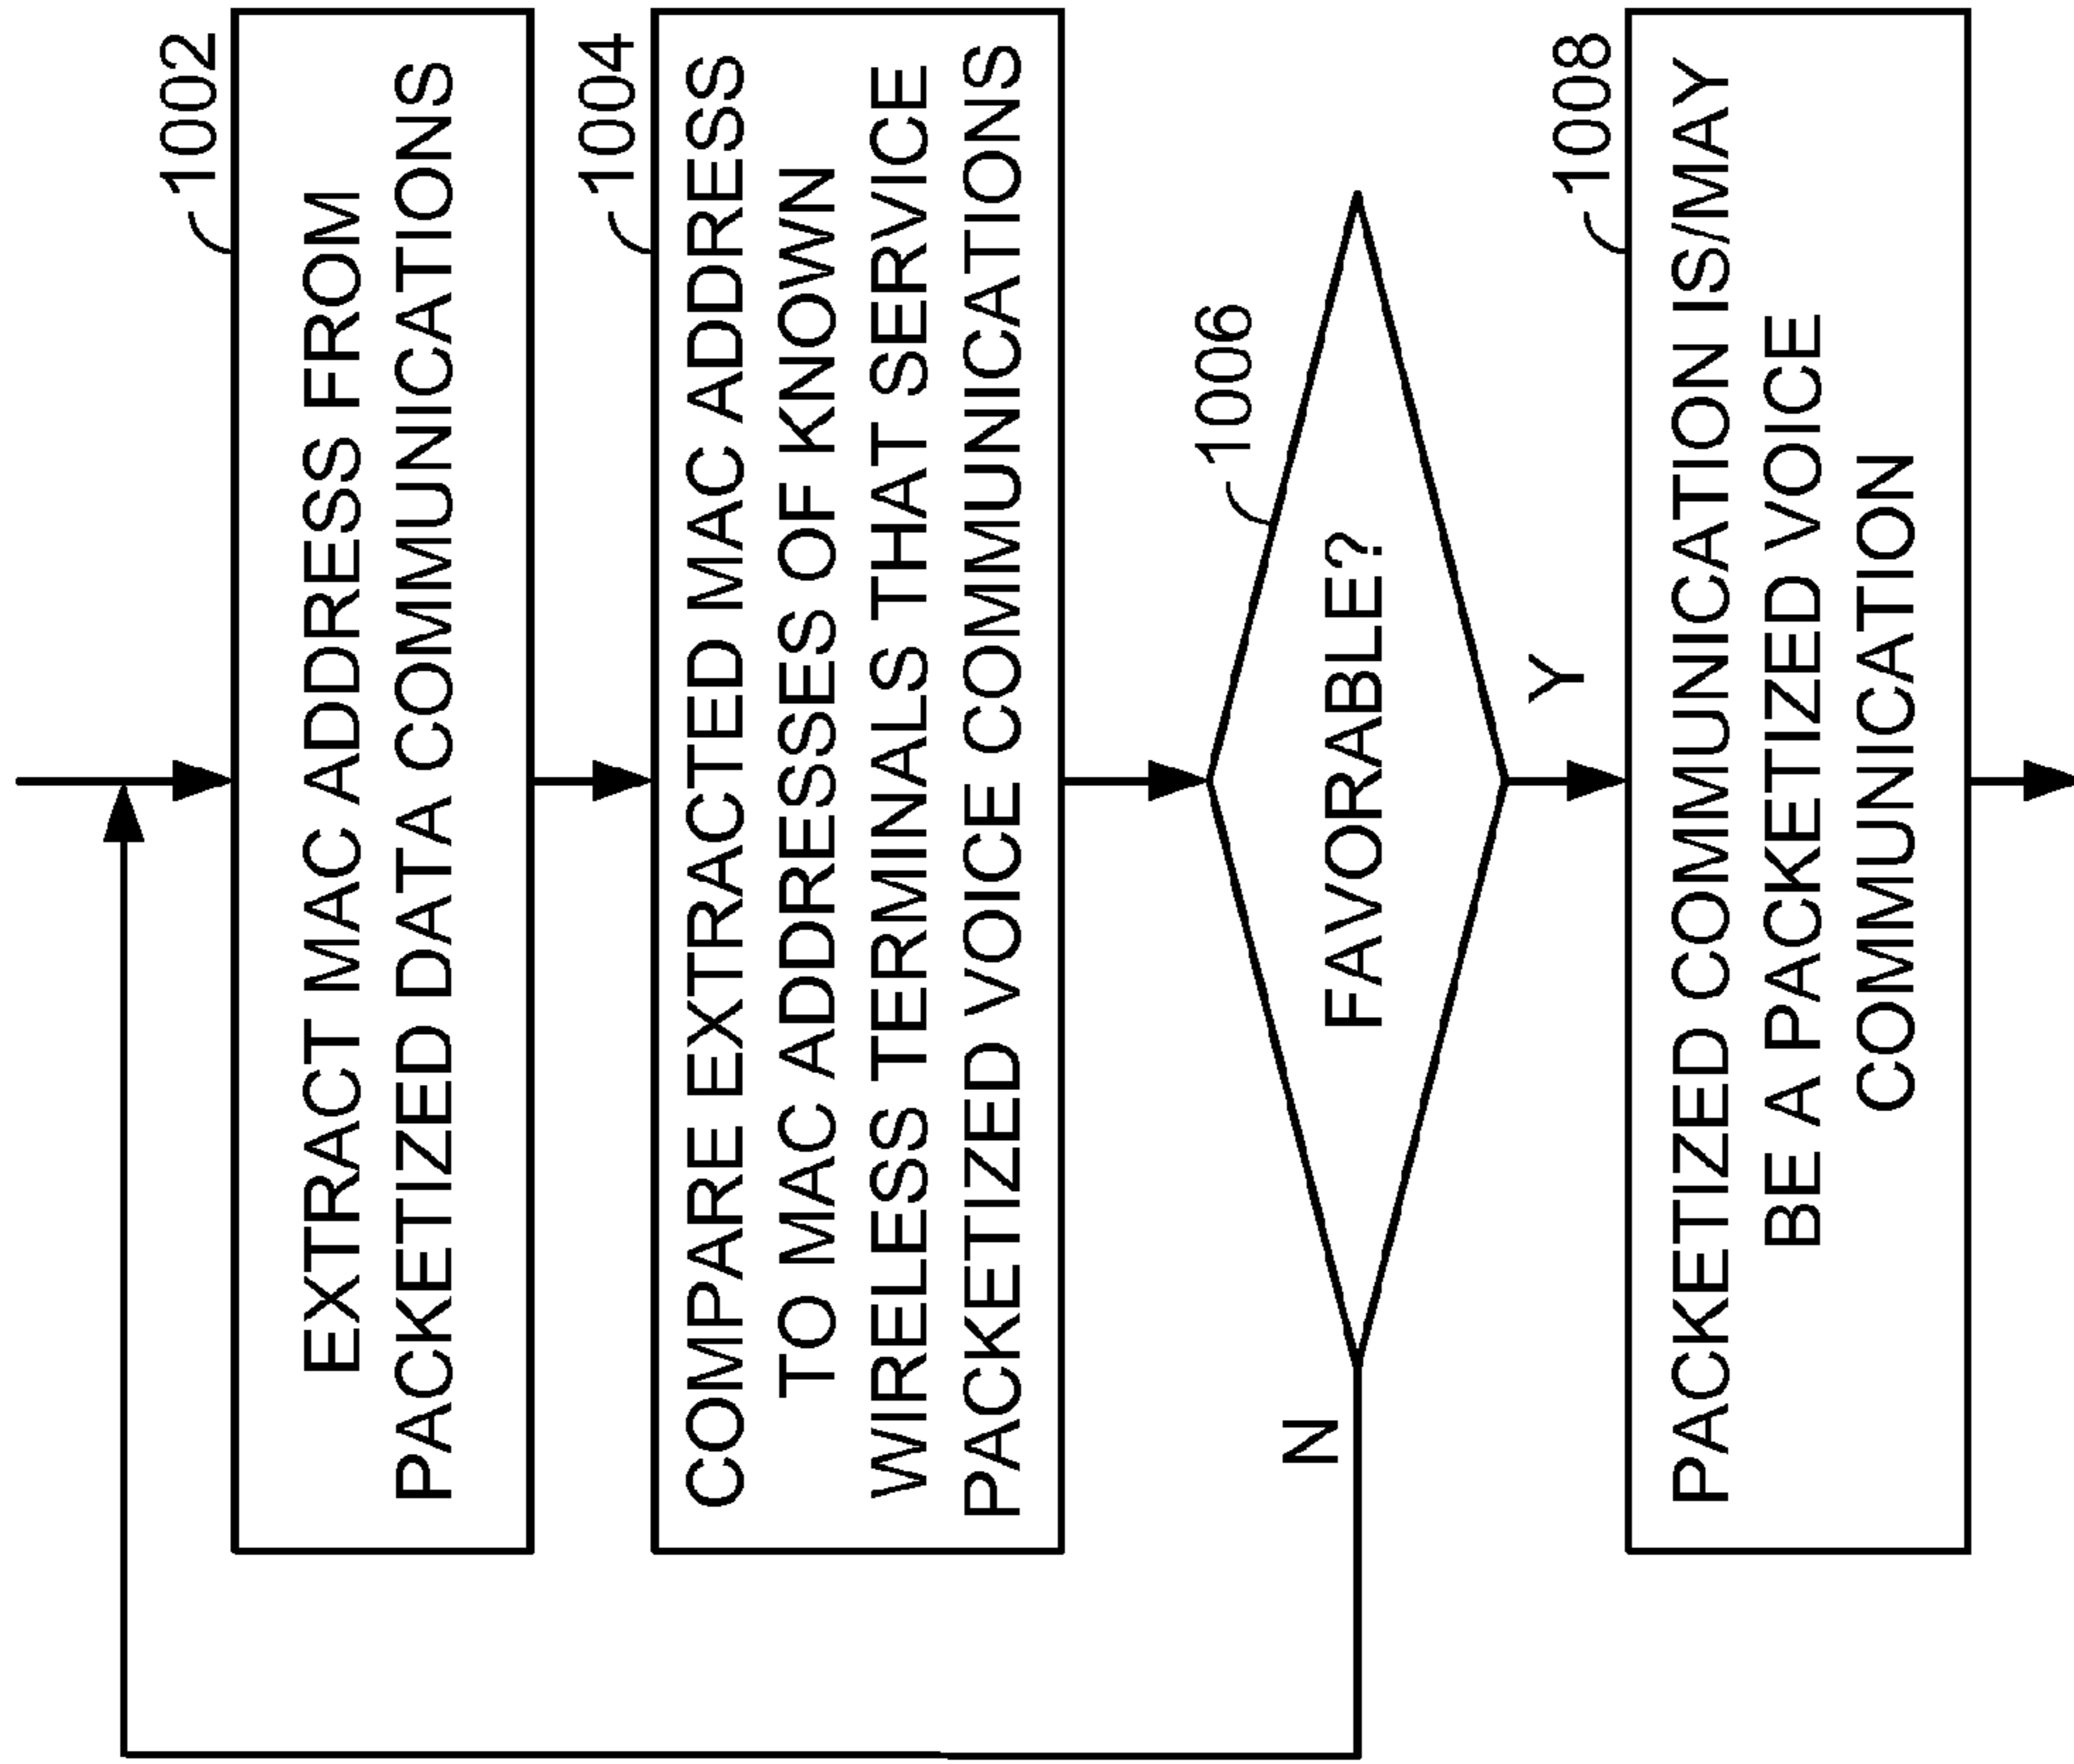 1002
EXTRACT MAC ADDRESS FROM
PACKETIZED DATA COMMUNICATIONS
1004
COMPARE EXTRACTED MAC ADDRESS
TO MAC ADDRESSES OF KNOWN
WIRELESS TERMINALS THAT SERVICE
PACKETIZED VOICE COMMUNICATIONS
1006
FAVORABLE?
N
Y
1008
PACKETIZED COMMUNICATION IS/MAY
BE A PACKETIZED VOICE
COMMUNICATION